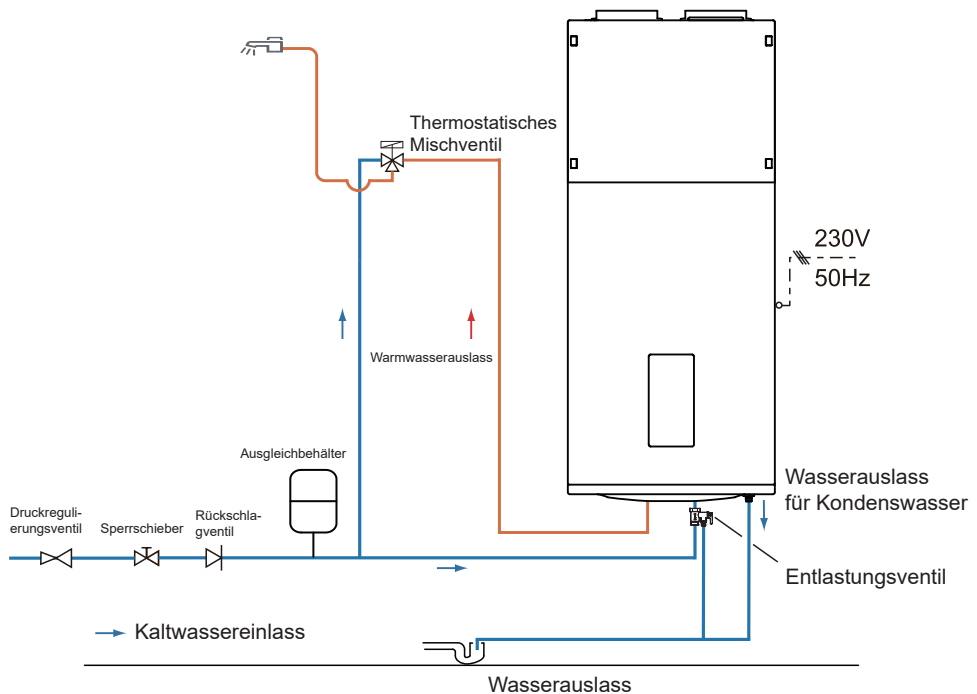 Thermostatisches
Mischventil
230V
50Hz
Warmwasserauslass
Ausgleichbehälter
Wasserauslass
für Kondenswasser
Druckreguli-
erungsventil
Sperrschieber
Rückschla-
gventil
Entlastungsventil
Kaltwassereinlass
Wasserauslass